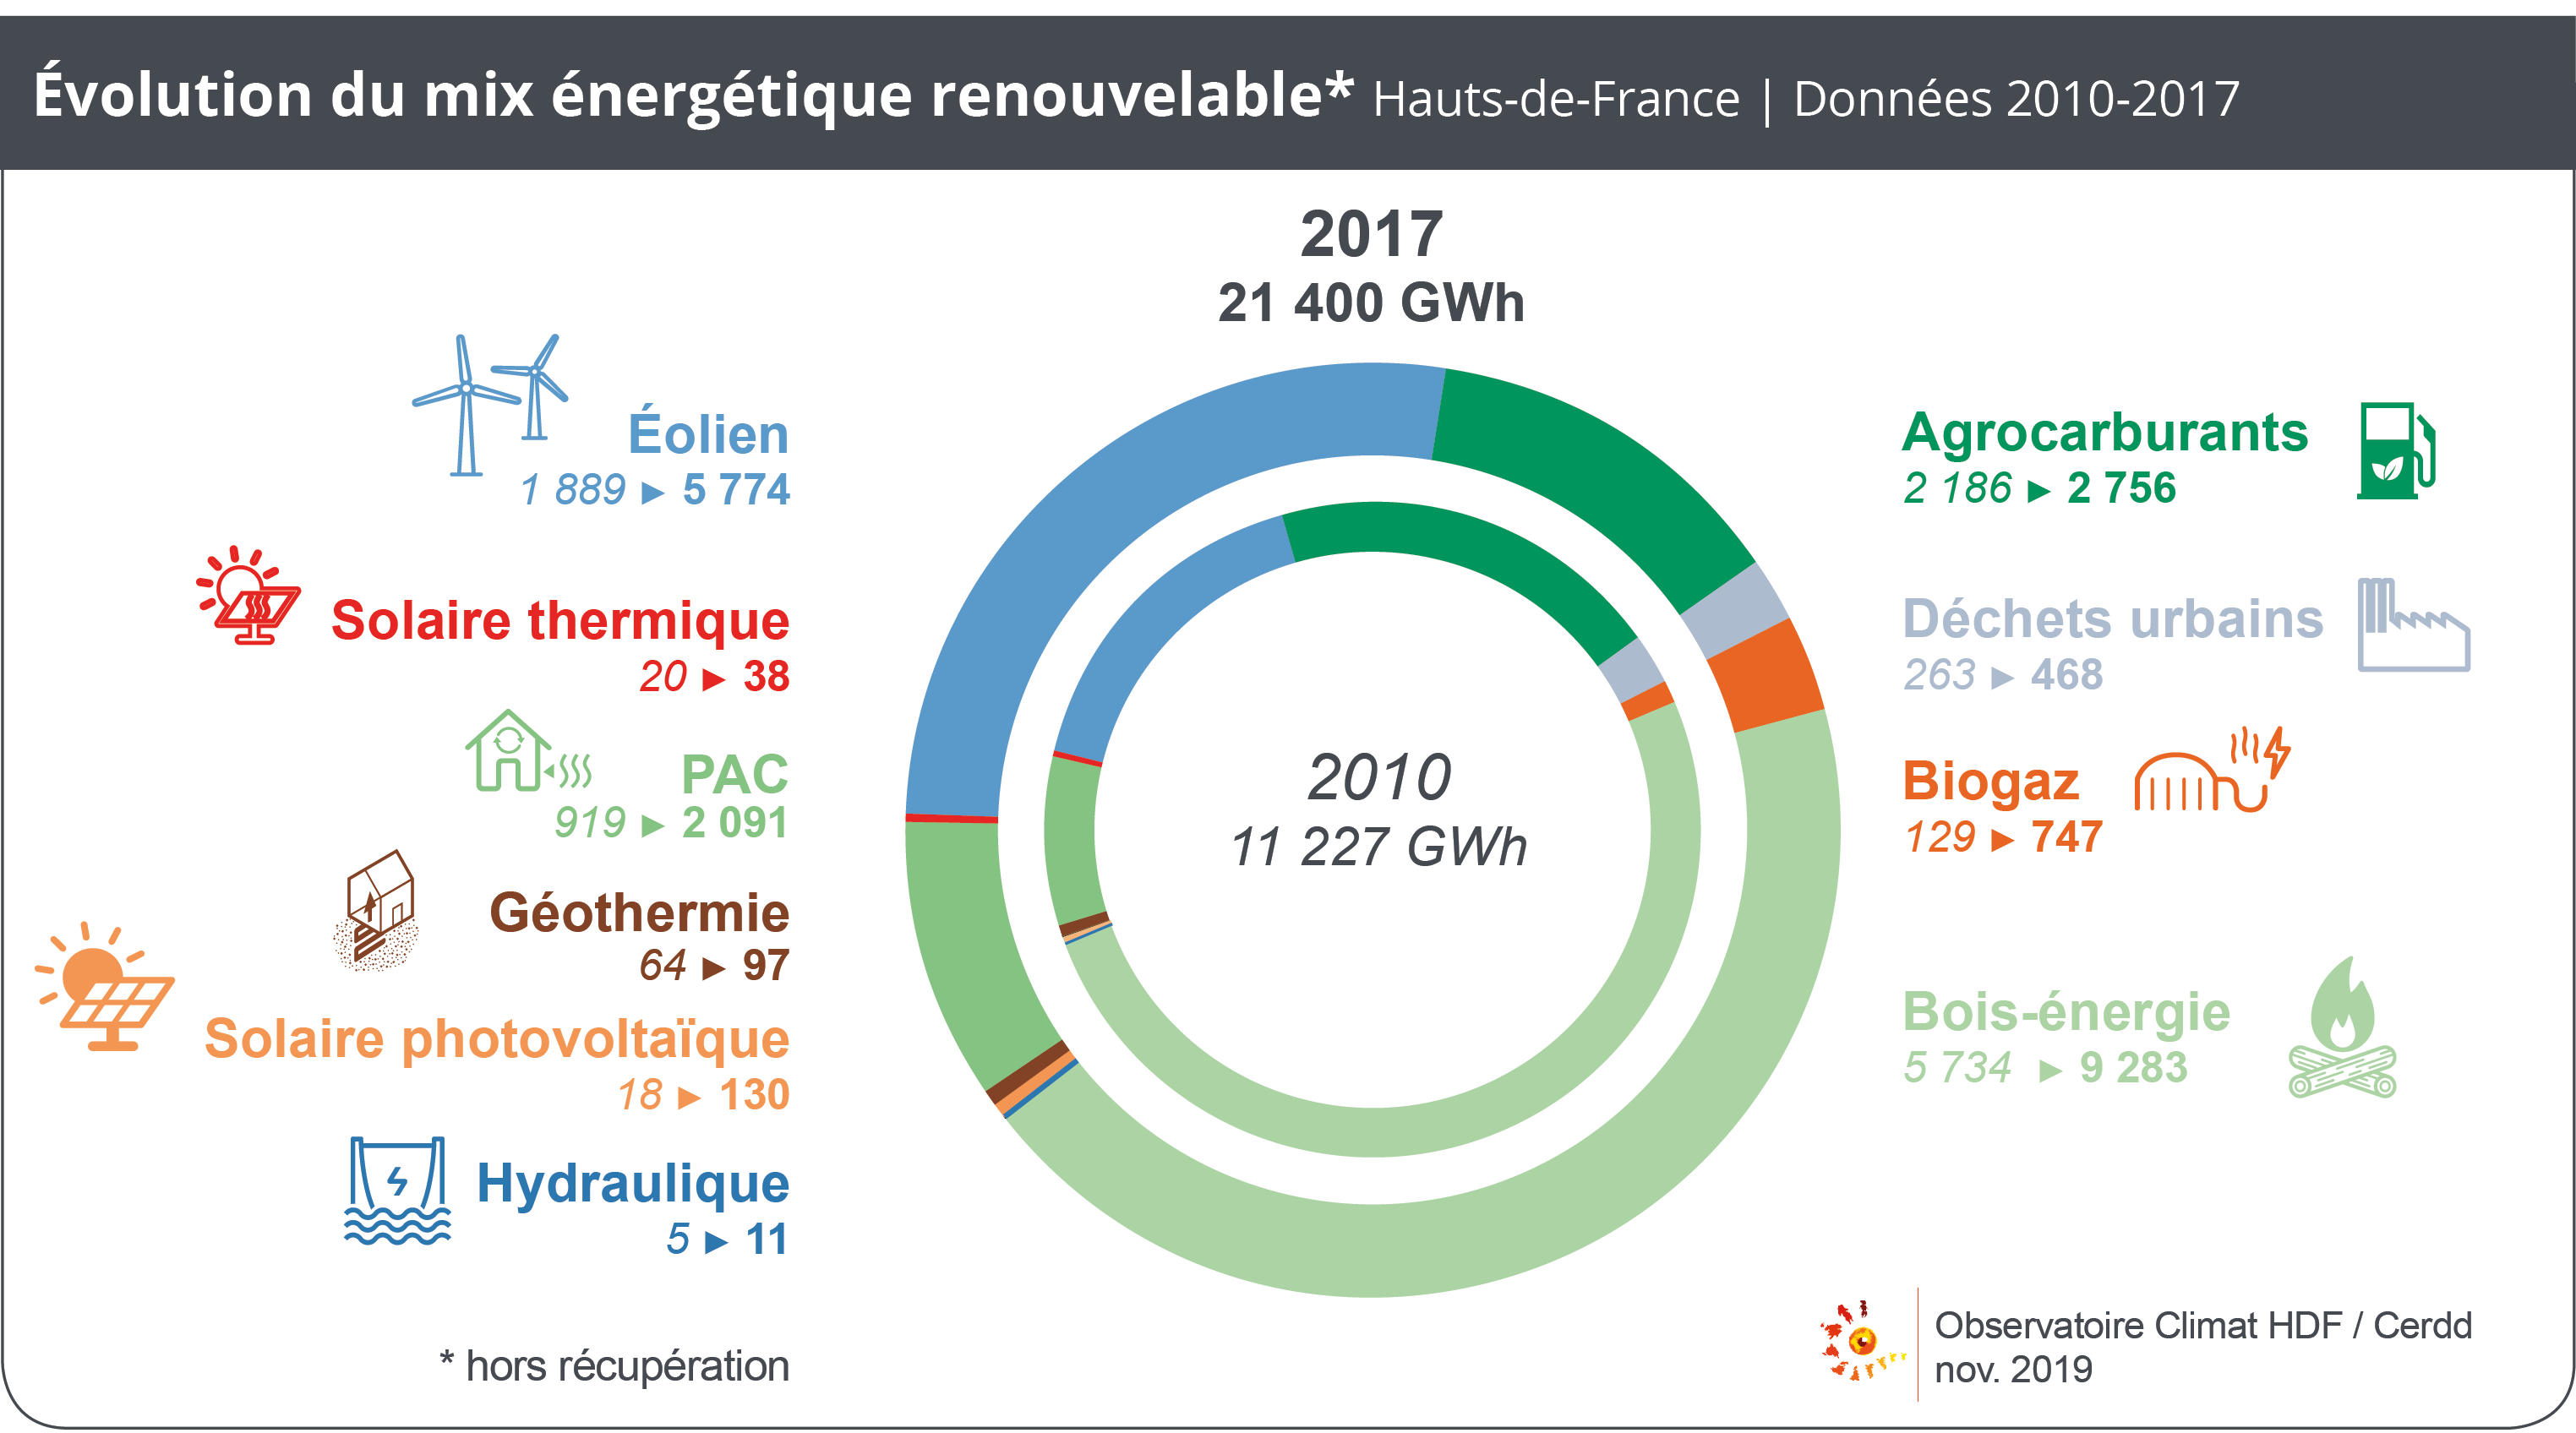 Évolution du mix énergétique renouvelable* Hauts-de-France | Données 2010-2017
2017
21 400 GWh
Éolien
1 889 ► 5 774
Solaire thermique
20 ► 38
PAC
919 ► 2 091
Géothermie
64 ► 97
Solaire photovoltaïque
18 ► 130
Hydraulique
5 ► 11
* hors récupération
2010
11 227 GWh
Agrocarburants
2 186 ► 2 756
Déchets urbains
263 ► 468
Biogaz
129 ► 747
Bois-énergie
5 734 ► 9 283
Observatoire Climat HDF / Cerdd
nov. 2019